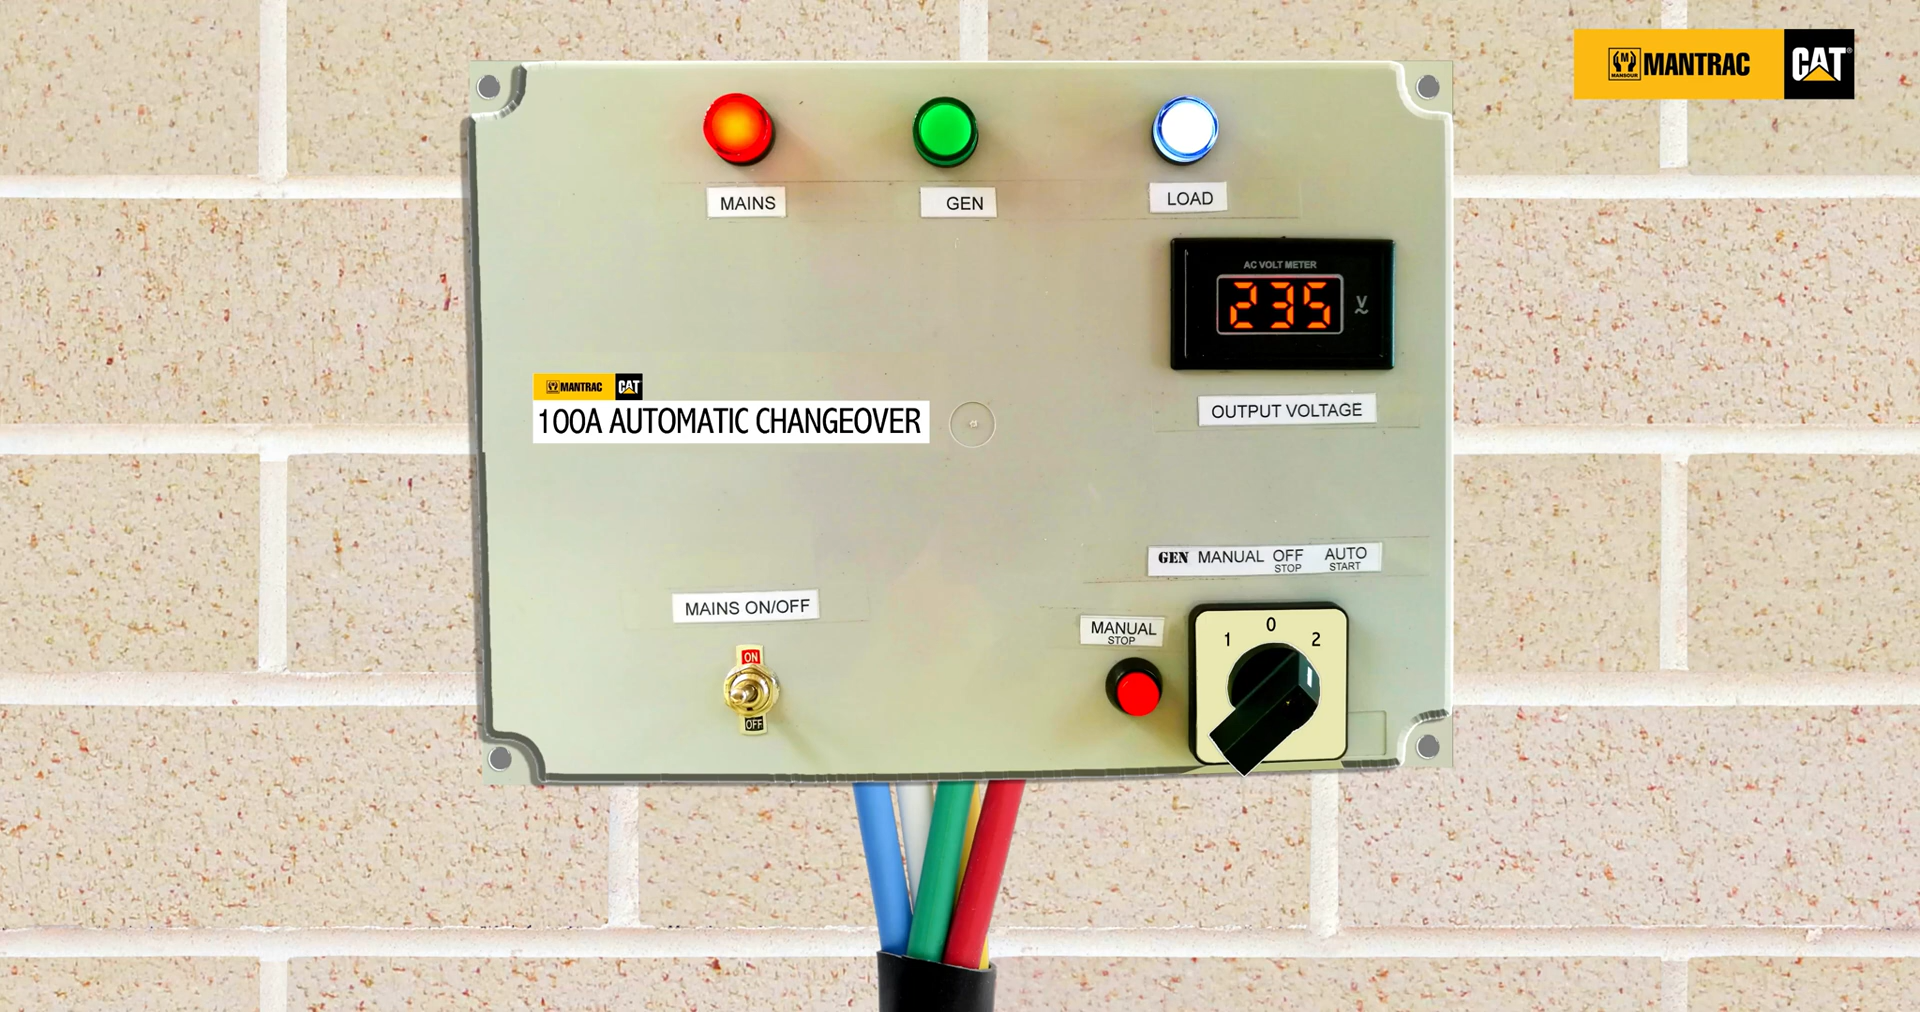 MANTRAC CAT
MANSOUR
MAINS
GEN
LOAD
AC VOLT METER
235 V~
MANTRAC CAT
100A AUTOMATIC CHANGEOVER
OUTPUT VOLTAGE
GEN MANUAL OFF AUTO
STOP START
MAINS ON/OFF
MANUAL
STOP
1 0 2
ON
OFF